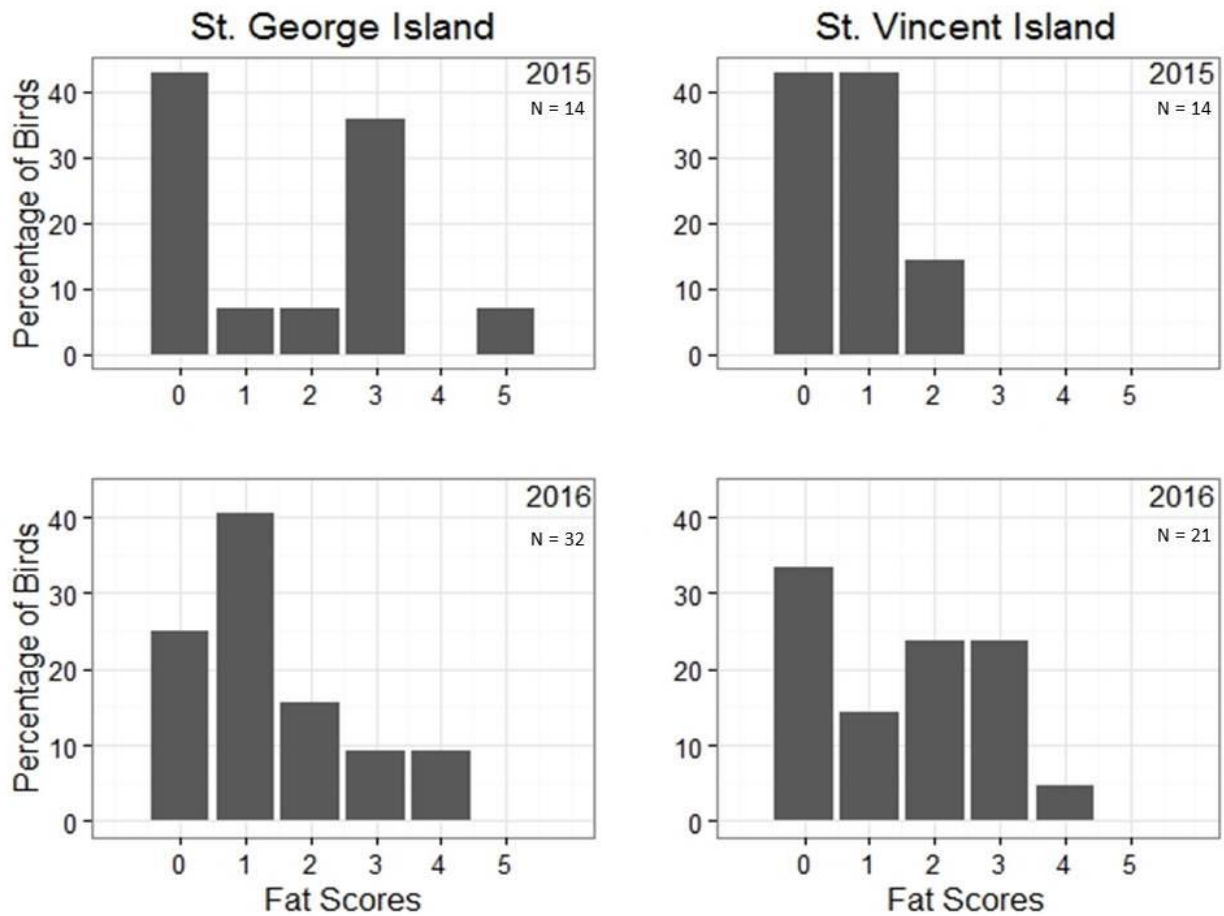 St. George Island
St. Vincent Island
Percentage of Birds
40
30
20
10
0
2015
N = 14
0 1 2 3 4 5
40
30
20
10
0
2015
N = 14
0 1 2 3 4 5
Percentage of Birds
40
30
20
10
0
2016
N = 32
0 1 2 3 4 5
Fat Scores
40
30
20
10
0
2016
N = 21
0 1 2 3 4 5
Fat Scores